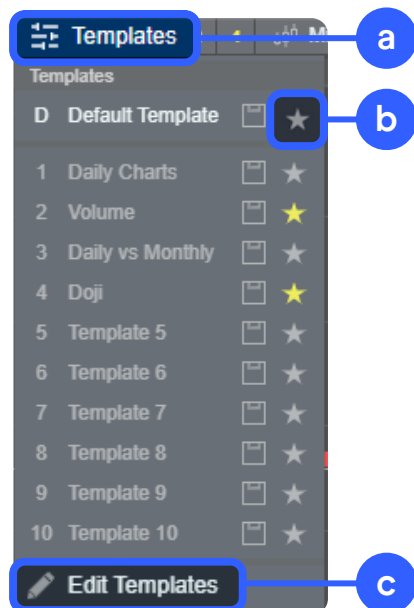 Templates
a
Templates
D Default Template
b
1 Daily Charts
2 Volume
3 Daily vs Monthly
4 Doji
5 Template 5
6 Template 6
7 Template 7
8 Template 8
9 Template 9
10 Template 10
Edit Templates
c